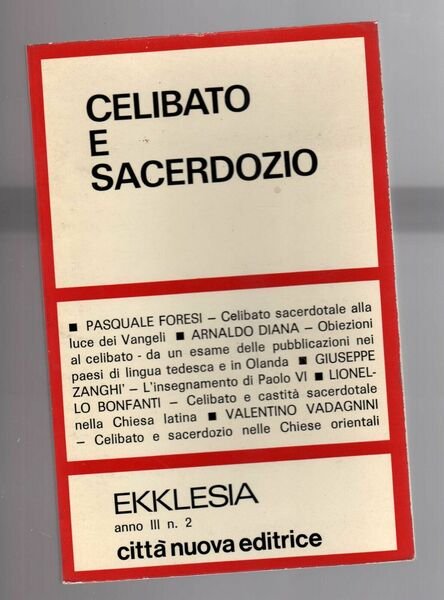 CELIBATO
E
SACERDOZIO
■ PASQUALE FORESI – Celibato sacerdotale alla
luce dei Vangeli ■ ARNALDO DIANA – Obiezioni
al celibato - da un esame delle pubblicazioni nei
paesi di lingua tedesca e in Olanda ■ GIUSEPPE
ZANGHI' – L'insegnamento di Paolo VI ■ LIONEL-
LO BONFANTI – Celibato e castità sacerdotale
nella Chiesa latina ■ VALENTINO VADAGNINI
– Celibato e sacerdozio nelle Chiese orientali
EKKLESIA
anno III n. 2
città nuova editrice